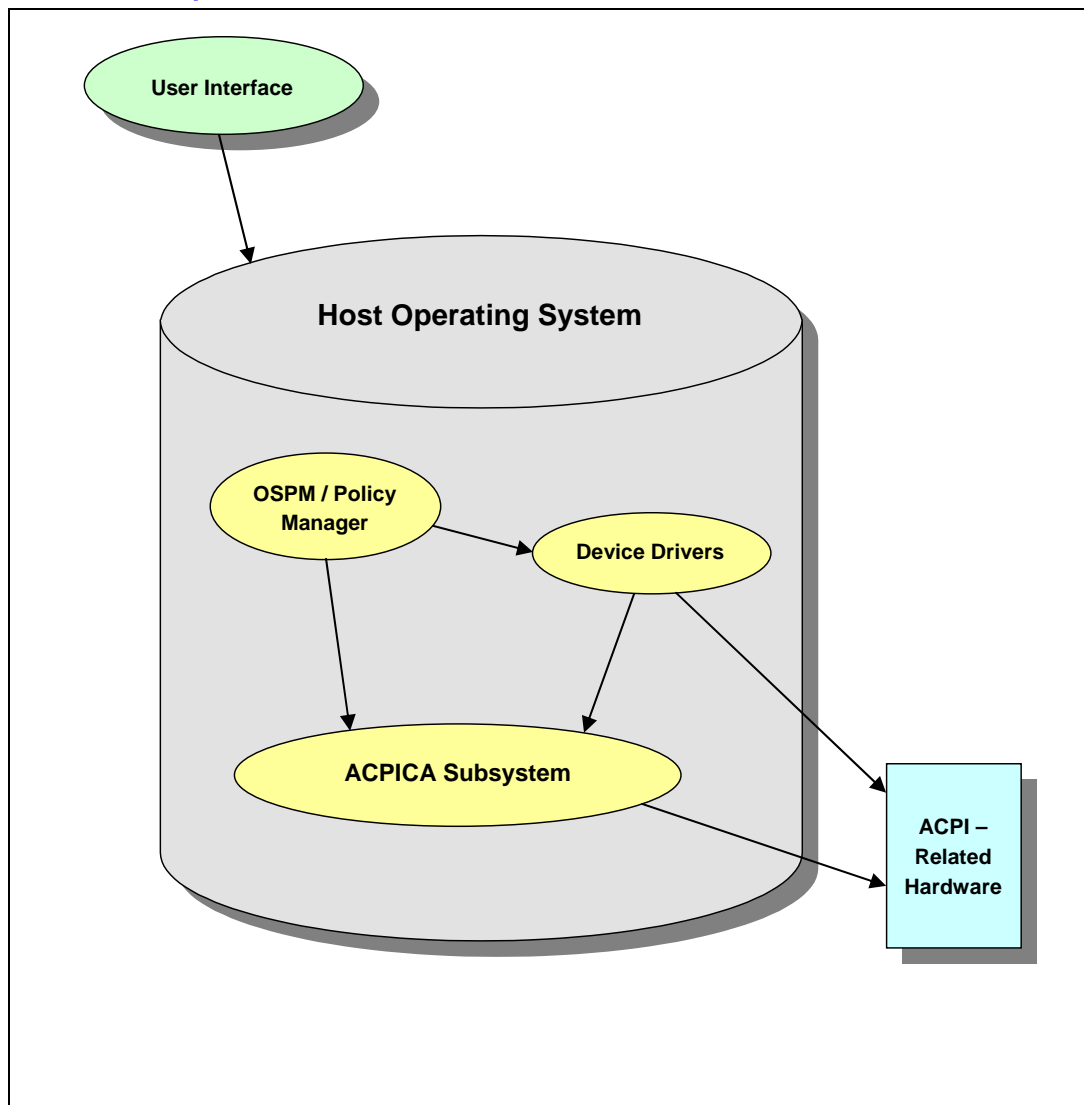 User Interface
Host Operating System
OSPM / Policy
Manager
Device Drivers
ACPICA Subsystem
ACPI –
Related
Hardware